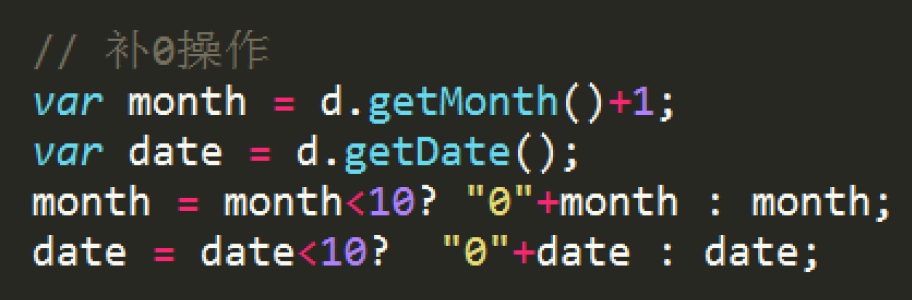 // 补0操作
var month = d.getMonth()+1;
var date = d.getDate();
month = month<10? "0"+month : month;
date = date<10?  "0"+date : date;